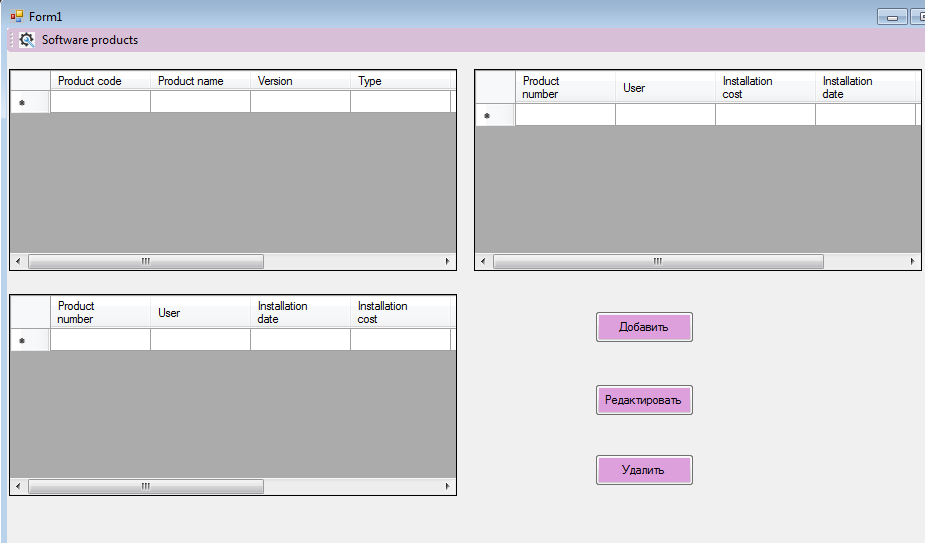 Form1
Software products
Product code Product name Version Type
Product number User Installation cost Installation date
Product number User Installation date Installation cost
Добавить
Редактировать
Удалить